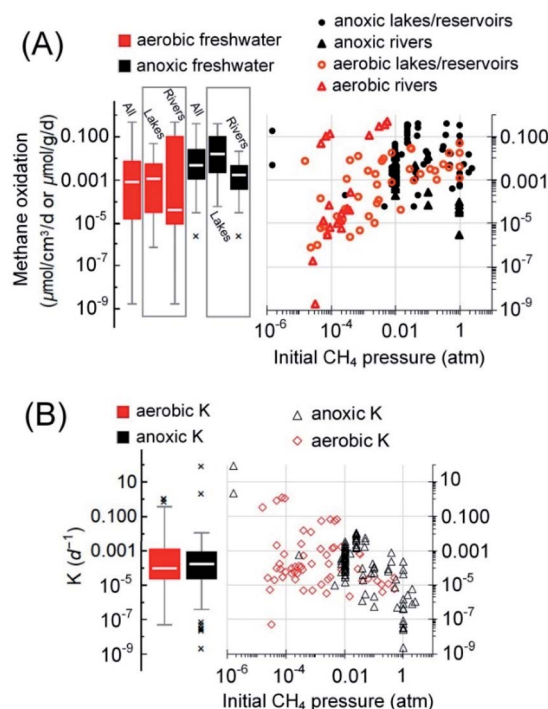 (A)
aerobic freshwater
anoxic freshwater
anoxic lakes/reservoirs
anoxic rivers
aerobic lakes/reservoirs
aerobic rivers
All
Lakes
Rivers
All
Lakes
Rivers
Methane oxidation
(μmol/cm³/d or μmol/g/d)
0.100
0.001
10⁻⁵
10⁻⁷
10⁻⁹
0.100
0.001
10⁻⁵
10⁻⁷
10⁻⁹
10⁻⁶ 10⁻⁴ 0.01 1
Initial CH₄ pressure (atm)
(B)
aerobic K
anoxic K
anoxic K
aerobic K
K (d⁻¹)
10
0.100
0.001
10⁻⁵
10⁻⁷
10⁻⁹
10
0.100
0.001
10⁻⁵
10⁻⁷
10⁻⁹
10⁻⁶ 10⁻⁴ 0.01 1
Initial CH₄ pressure (atm)